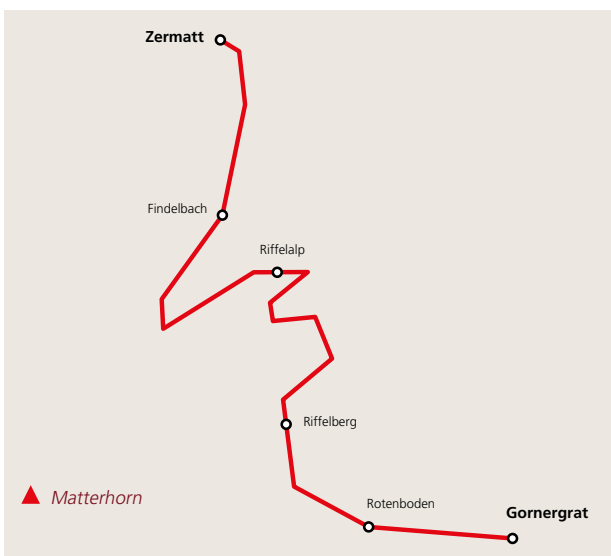 Zermatt
Findelbach
Riffelalp
Riffelberg
Matterhorn
Rotenboden
Gornergrat